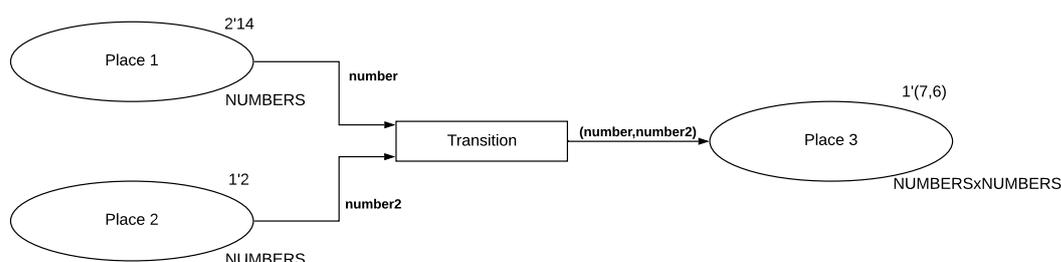 2'14
Place 1
number
NUMBERS
1'(7,6)
Transition
(number,number2)
Place 3
NUMBERSxNUMBERS
1'2
number2
Place 2
NUMBERS